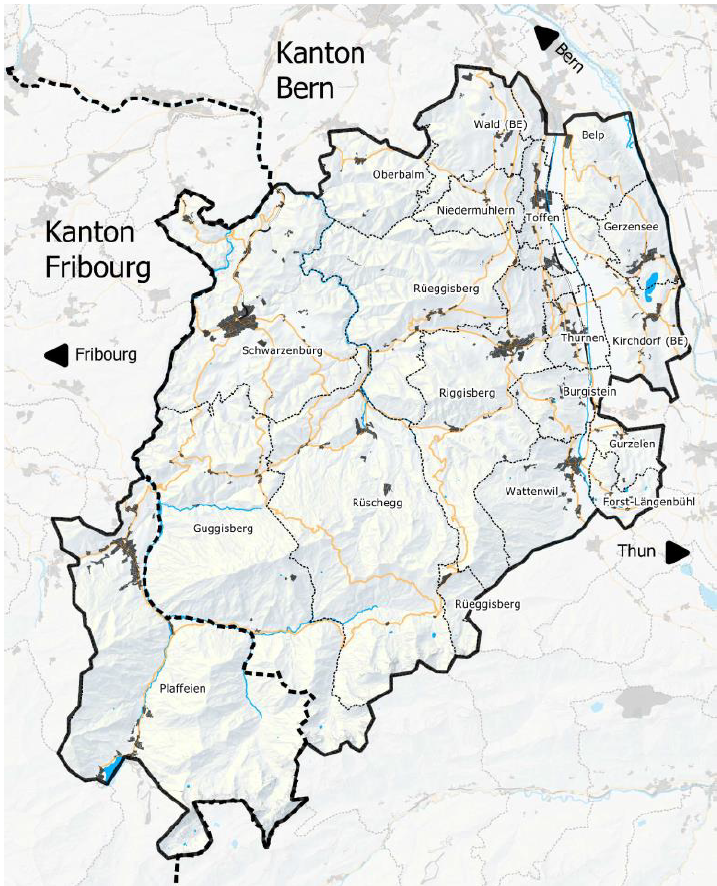 Kanton
Bern
Bern
Wald (BE)
Belp
Oberbalm
Niedermuhlern
Toffen
Gerzensee
Kanton
Fribourg
Rüeggisberg
Fribourg
Schwarzenburg
Thurnen
Kirchdorf (BE)
Riggisberg
Burgistein
Gurzelen
Wattenwil
Forst-Längenbühl
Rüschegg
Guggisberg
Thun
Rüeggisberg
Plaffeien